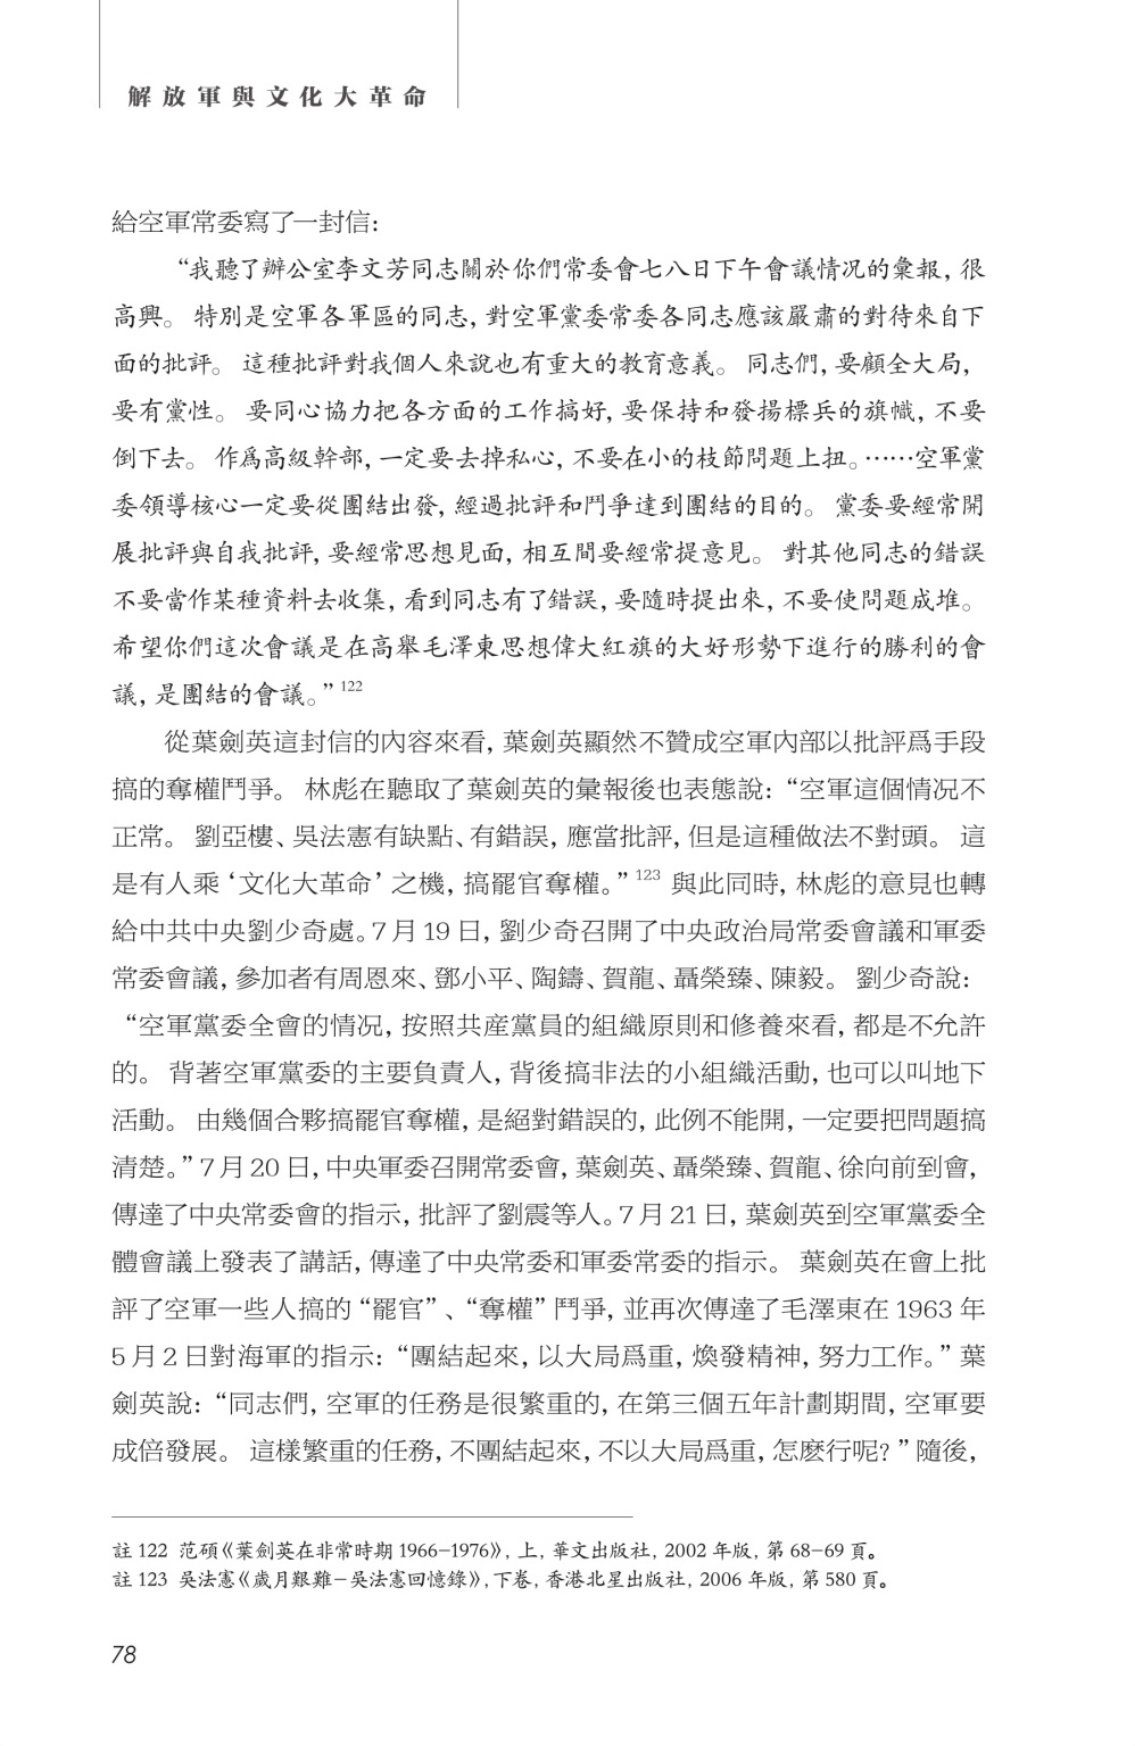 解放軍與文化大革命
給空軍常委寫了一封信：
“我聽了辦公室李文芳同志關於你們常委會七八日下午會議情况的彙報，很
高興。 特別是空軍各軍區的同志，對空軍黨委常委各同志應該嚴肅的對待來自下
面的批評。 這種批評對我個人來說也有重大的教育意義。 同志們，要顧全大局，
要有黨性。 要同心協力把各方面的工作搞好，要保持和發揚標兵的旗幟，不要
倒下去。 作爲高級幹部，一定要去掉私心，不要在小的枝節問題上扭。……空軍黨
委領導核心一定要從團結出發，經過批評和鬥爭達到團結的目的。 黨委要經常開
展批評與自我批評，要經常思想見面，相互間要經常提意見。 對其他同志的錯誤
不要當作某種資料去收集，看到同志有了錯誤，要隨時提出來，不要使問題成堆。
希望你們這次會議是在高舉毛澤東思想偉大紅旗的大好形勢下進行的勝利的會
議，是團結的會議。”122
從葉劍英這封信的內容來看，葉劍英顯然不贊成空軍內部以批評爲手段
搞的奪權鬥爭。 林彪在聽取了葉劍英的彙報後也表態說：“空軍這個情况不
正常。 劉亞樓、吳法憲有缺點、有錯誤，應當批評，但是這種做法不對頭。 這
是有人乘‘文化大革命’之機，搞罷官奪權。”123 與此同時，林彪的意見也轉
給中共中央劉少奇處。7 月 19 日，劉少奇召開了中央政治局常委會議和軍委
常委會議，參加者有周恩來、鄧小平、陶鑄、賀龍、聶榮臻、陳毅。 劉少奇說：
“空軍黨委全會的情况，按照共産黨員的組織原則和修養來看，都是不允許
的。 背著空軍黨委的主要負責人，背後搞非法的小組織活動，也可以叫地下
活動。 由幾個合夥搞罷官奪權，是絕對錯誤的，此例不能開，一定要把問題搞
清楚。”7 月 20 日，中央軍委召開常委會，葉劍英、聶榮臻、賀龍、徐向前到會，
傳達了中央常委會的指示，批評了劉震等人。7 月 21 日，葉劍英到空軍黨委全
體會議上發表了講話，傳達了中央常委和軍委常委的指示。 葉劍英在會上批
評了空軍一些人搞的“罷官”、“奪權”鬥爭，並再次傳達了毛澤東在 1963 年
5 月 2 日對海軍的指示：“團結起來，以大局爲重，煥發精神，努力工作。”葉
劍英說：“同志們，空軍的任務是很繁重的，在第三個五年計劃期間，空軍要
成倍發展。 這樣繁重的任務，不團結起來，不以大局爲重，怎麽行呢？”隨後，
註 122 范碩《葉劍英在非常時期 1966–1976》，上，華文出版社，2002 年版，第 68–69 頁。
註 123 吳法憲《歲月艱難－吳法憲回憶錄》，下卷，香港北星出版社，2006 年版，第 580 頁。
78